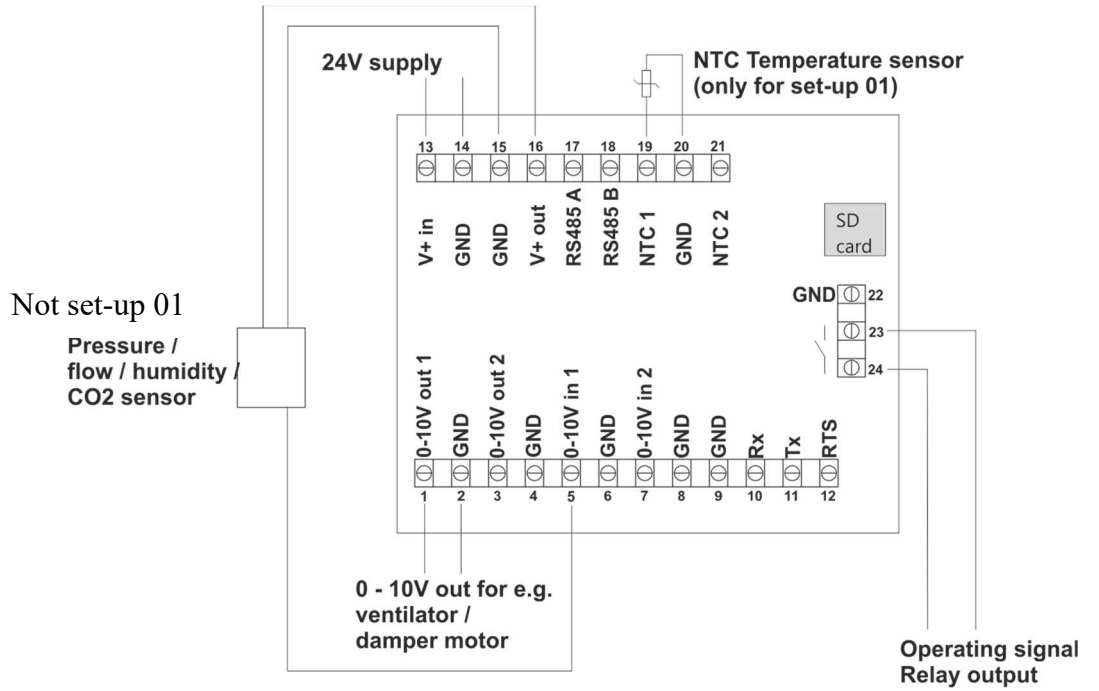 24V supply
NTC Temperature sensor
(only for set-up 01)
13 14 15 16 17 18 19 20 21
V+ in
GND
GND
V+ out
RS485 A
RS485 B
NTC 1
GND
NTC 2
SD
card
GND 22
23
24
Not set-up 01
Pressure /
flow / humidity /
CO2 sensor
0-10V out 1
GND
0-10V out 2
GND
0-10V in 1
GND
0-10V in 2
GND
GND
Rx
Tx
RTS
1 2 3 4 5 6 7 8 9 10 11 12
0 - 10V out for e.g.
ventilator /
damper motor
Operating signal
Relay output